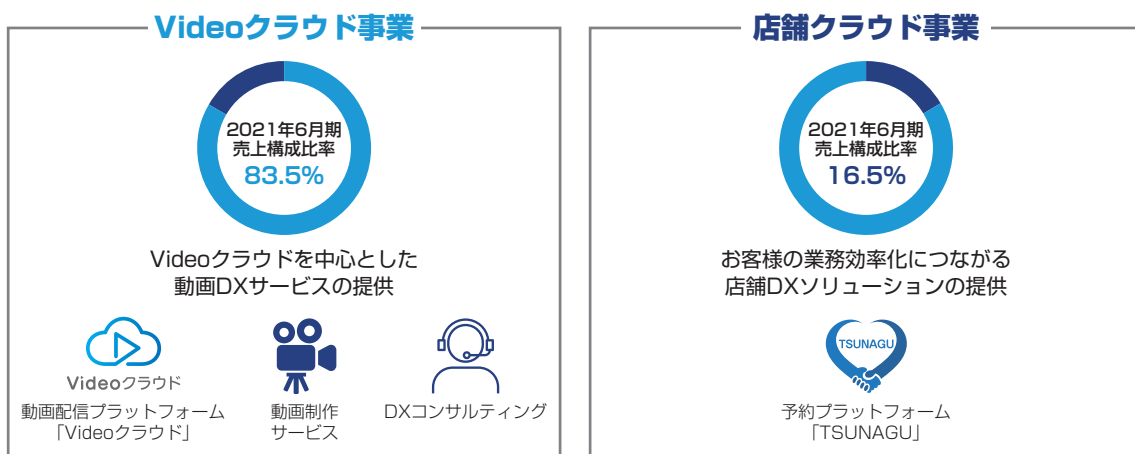 Videoクラウド事業
2021年6月期
売上構成比率
83.5%
Videoクラウドを中心とした
動画DXサービスの提供
Videoクラウド
動画配信プラットフォーム
「Videoクラウド」
動画制作
サービス
DXコンサルティング
店舗クラウド事業
2021年6月期
売上構成比率
16.5%
お客様の業務効率化につながる
店舗DXソリューションの提供
TSUNAGU
予約プラットフォーム
「TSUNAGU」